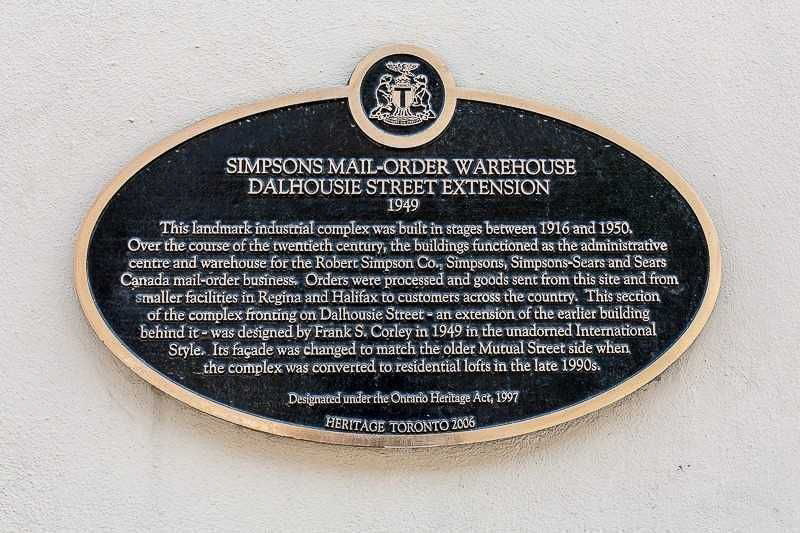 T
SIMPSONS MAIL-ORDER WAREHOUSE
DALHOUSIE STREET EXTENSION
1949
This landmark industrial complex was built in stages between 1916 and 1950.
Over the course of the twentieth century, the buildings functioned as the administrative
centre and warehouse for the Robert Simpson Co., Simpsons, Simpsons-Sears and Sears
Canada mail-order business. Orders were processed and goods sent from this site and from
smaller facilities in Regina and Halifax to customers across the country. This section
of the complex fronting on Dalhousie Street - an extension of the earlier building
behind it - was designed by Frank S. Corley in 1949 in the unadorned International
Style. Its façade was changed to match the older Mutual Street side when
the complex was converted to residential lofts in the late 1990s.
Designated under the Ontario Heritage Act, 1997
HERITAGE TORONTO 2006